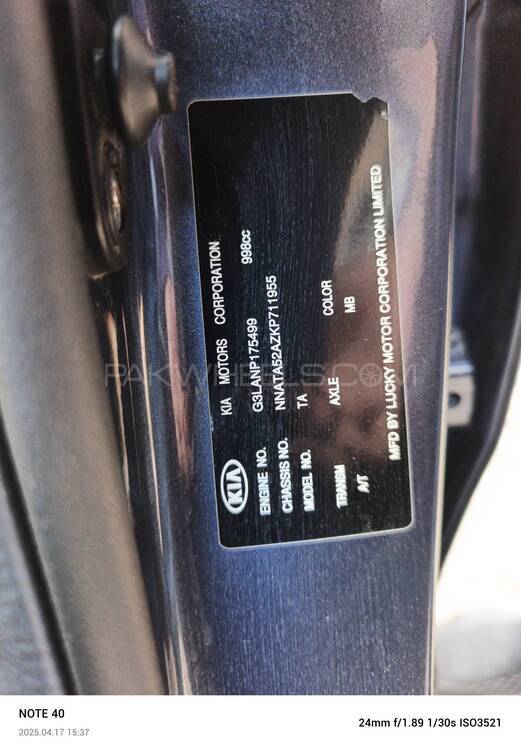 KIA
KIA MOTORS CORPORATION
ENGINE NO. G3LANP175499 998cc
CHASSIS NO. NNATA52AZKP711955
MODEL NO. TA
TRANSM AXLE COLOR
A/T MB
MFD BY LUCKY MOTOR CORPORATION LIMITED
PAKWHEELS.COM
NOTE 40
2025.04.17 15:37
24mm f/1.89 1/30s ISO3521